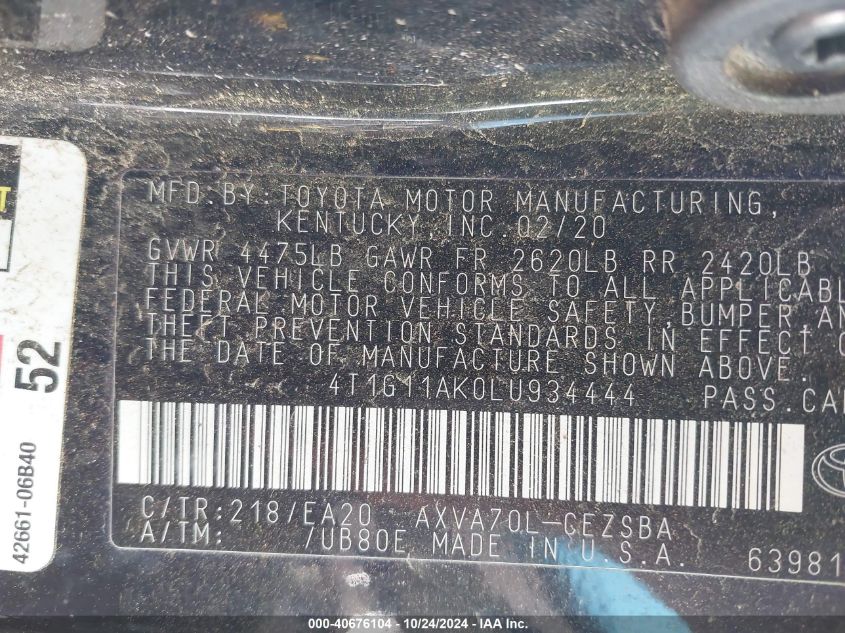 MFD.BY:TOYOTA MOTOR MANUFACTURING,
KENTUCKY,INC.02/20
GVWR 4475LB GAWR FR 2620LB RR 2420LB
THIS VEHICLE CONFORMS TO ALL APPLICABL
FEDERAL MOTOR VEHICLE SAFETY,BUMPER AN
THEFT PREVENTION STANDARDS IN EFFECT O
THE DATE OF MANUFACTURE SHOWN ABOVE.
4T1G11AK0LU934444 PASS.CAR
C/TR:218/EA20 AXVA70L-CEZSBA
A/TM: /UB80E MADE IN U.S.A. 63981
52
42661-06B40
000-40676104 - 10/24/2024 - IAAI.com